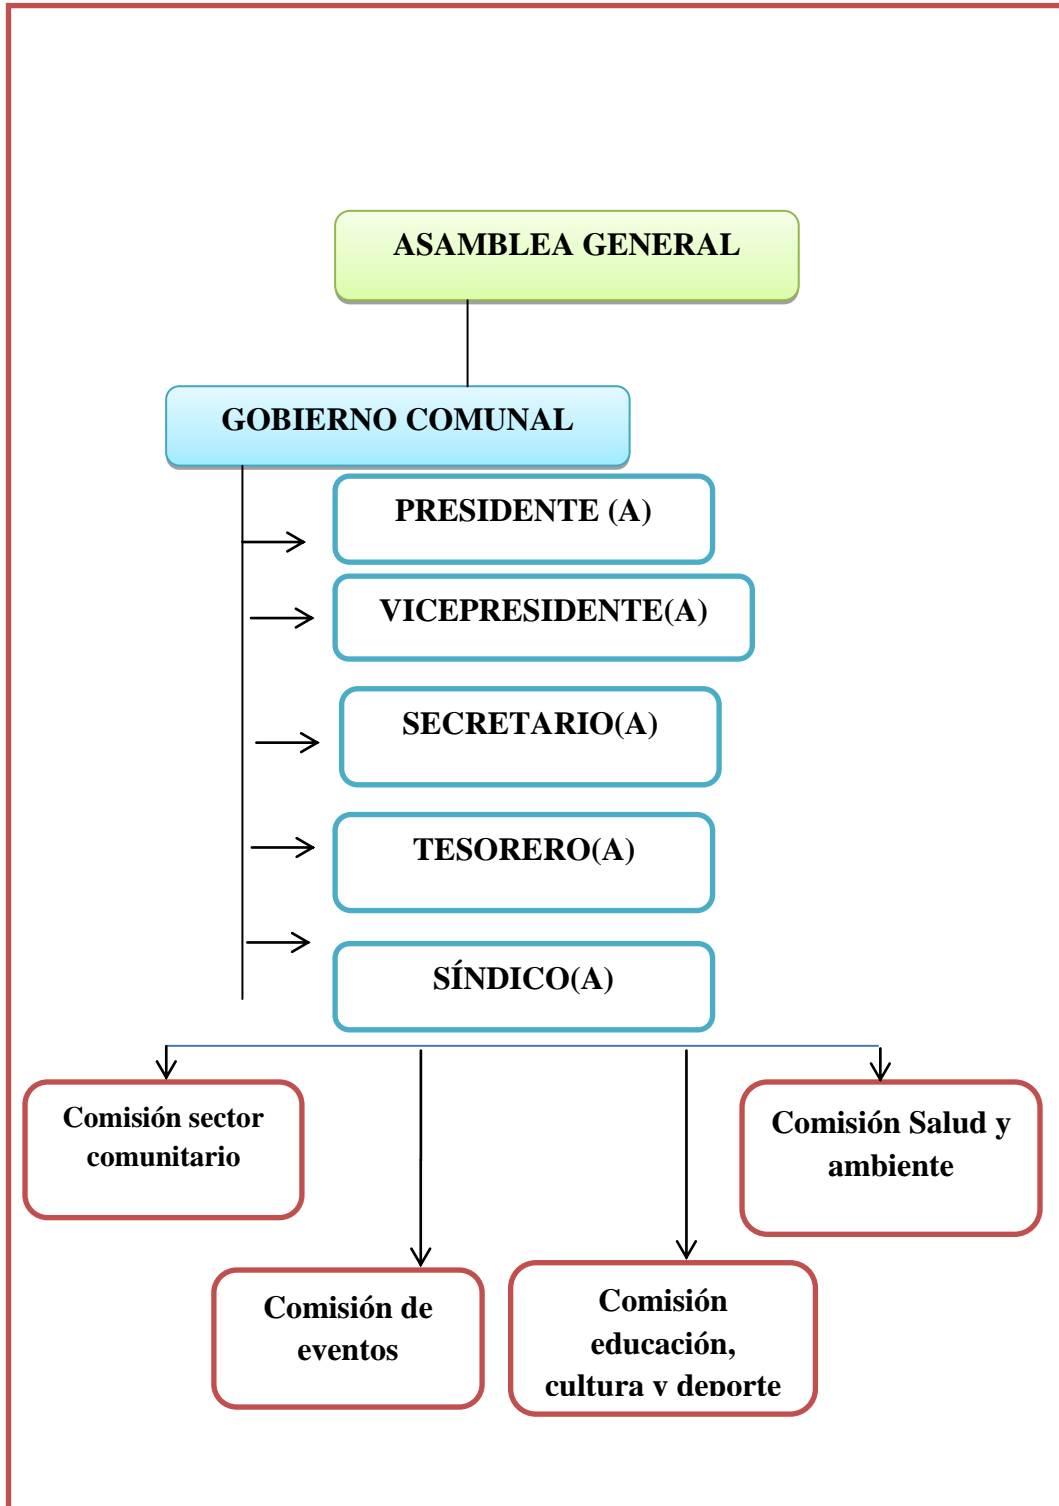 ASAMBLEA GENERAL
GOBIERNO COMUNAL
PRESIDENTE (A)
VICEPRESIDENTE(A)
SECRETARIO(A)
TESORERO(A)
SÍNDICO(A)
Comisión sector
comunitario
Comisión Salud y
ambiente
Comisión de
eventos
Comisión
educación,
cultura y deporte